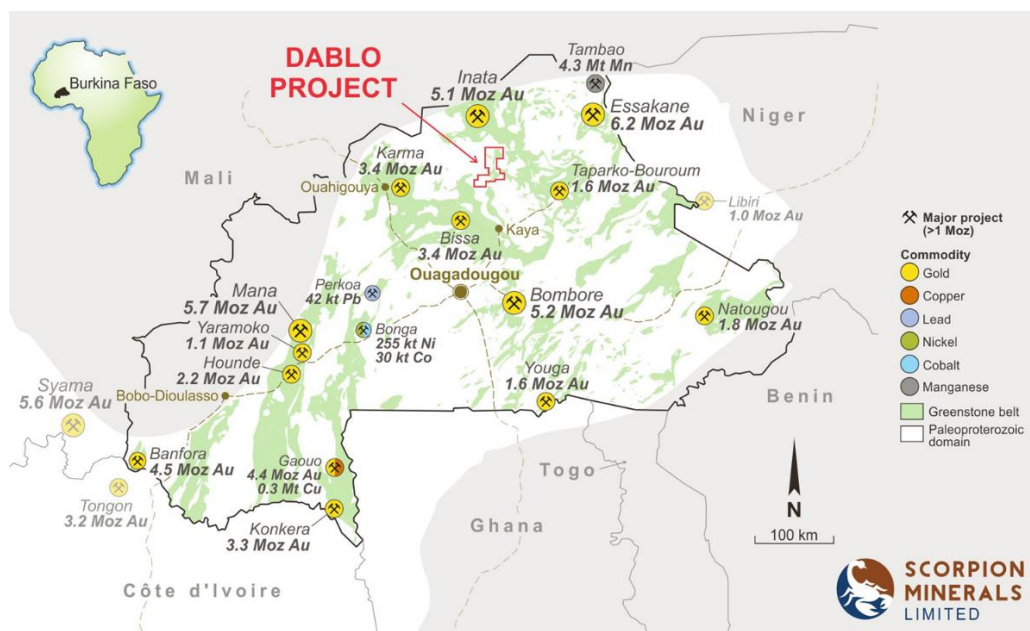 Burkina Faso
DABLO
PROJECT
Tambao
4.3 Mt Mn
Inata
5.1 Moz Au
Essakane
6.2 Moz Au
Niger
Mali
Karma
3.4 Moz Au
Ouahigouya
Taparko-Bouroum
1.6 Moz Au
Libiri
1.0 Moz Au
Kaya
Bissa
3.4 Moz Au
Ouagadougou
Perkoa
42 kt Pb
Mana
5.7 Moz Au
Bombore
5.2 Moz Au
Natougou
1.8 Moz Au
Yaramoko
1.1 Moz Au
Bonga
255 kt Ni
30 kt Co
Hounde
2.2 Moz Au
Youga
1.6 Moz Au
Syama
5.6 Moz Au
Bobo-Dioulasso
Benin
Banfora
4.5 Moz Au
Gaouo
4.4 Moz Au
0.3 Mt Cu
Togo
Tongon
3.2 Moz Au
Konkera
3.3 Moz Au
Ghana
Côte d'Ivoire
Major project
(>1 Moz)
Commodity
Gold
Copper
Lead
Nickel
Cobalt
Manganese
Greenstone belt
Paleoproterozoic
domain
N
100 km
SCORPION
MINERALS
LIMITED